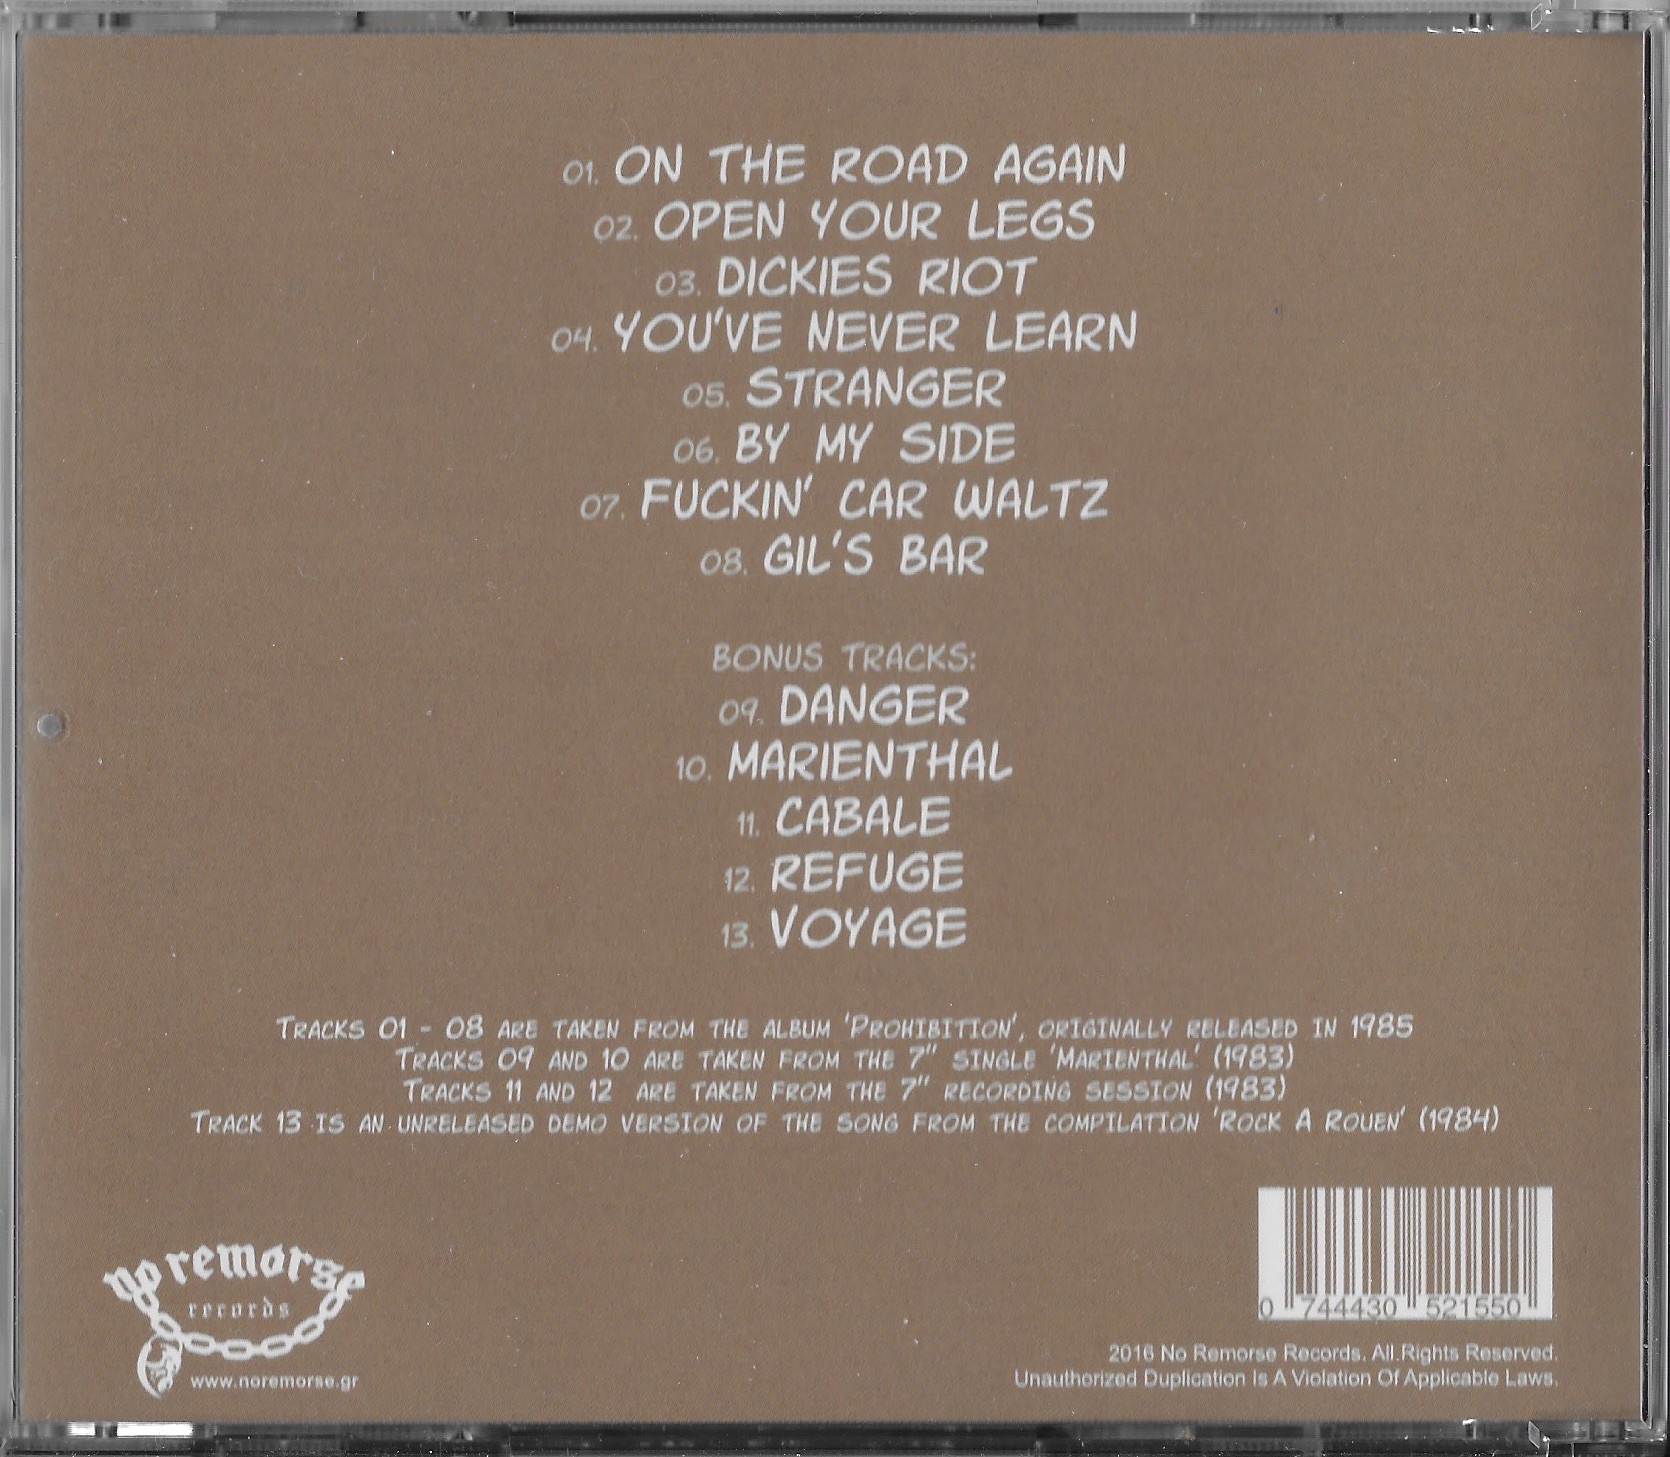 01. ON THE ROAD AGAIN
02. OPEN YOUR LEGS
03. DICKIES RIOT
04. YOU'VE NEVER LEARN
05. STRANGER
06. BY MY SIDE
07. FUCKIN' CAR WALTZ
08. GIL'S BAR
BONUS TRACKS:
09. DANGER
10. MARIENTHAL
11. CABALE
12. REFUGE
13. VOYAGE
TRACKS 01 - 08 ARE TAKEN FROM THE ALBUM 'PROHIBITION', ORIGINALLY RELEASED IN 1985
TRACKS 09 AND 10 ARE TAKEN FROM THE 7" SINGLE 'MARIENTHAL' (1983)
TRACKS 11 AND 12 ARE TAKEN FROM THE 7" RECORDING SESSION (1983)
TRACK 13 IS AN UNRELEASED DEMO VERSION OF THE SONG FROM THE COMPILATION 'ROCK A ROUEN' (1984)
no remorse
records
www.noremorse.gr
0 744430 521550
2016 No Remorse Records. All Rights Reserved.
Unauthorized Duplication Is A Violation Of Applicable Laws.